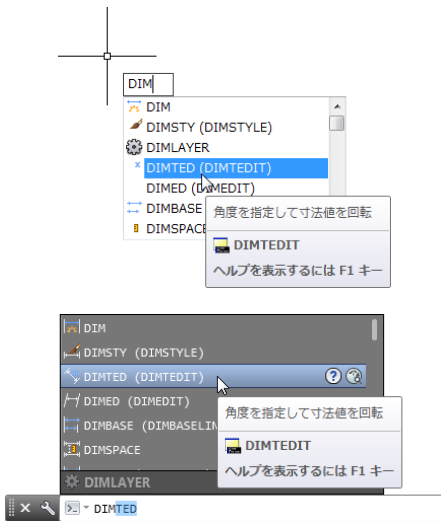 DIM
DIM
DIMSTY (DIMSTYLE)
DIMLAYER
DIMTED (DIMTEDIT)
DIMED (DIMEDIT)
DIMBASE
DIMSPACE
角度を指定して寸法値を回転
DIMTEDIT
ヘルプを表示するには F1 キー
DIM
DIMSTY (DIMSTYLE)
DIMTED (DIMTEDIT)
DIMED (DIMEDIT)
DIMBASE (DIMBASELIN
DIMSPACE
角度を指定して寸法値を回転
DIMTEDIT
ヘルプを表示するには F1 キー
DIMLAYER
DIMTED